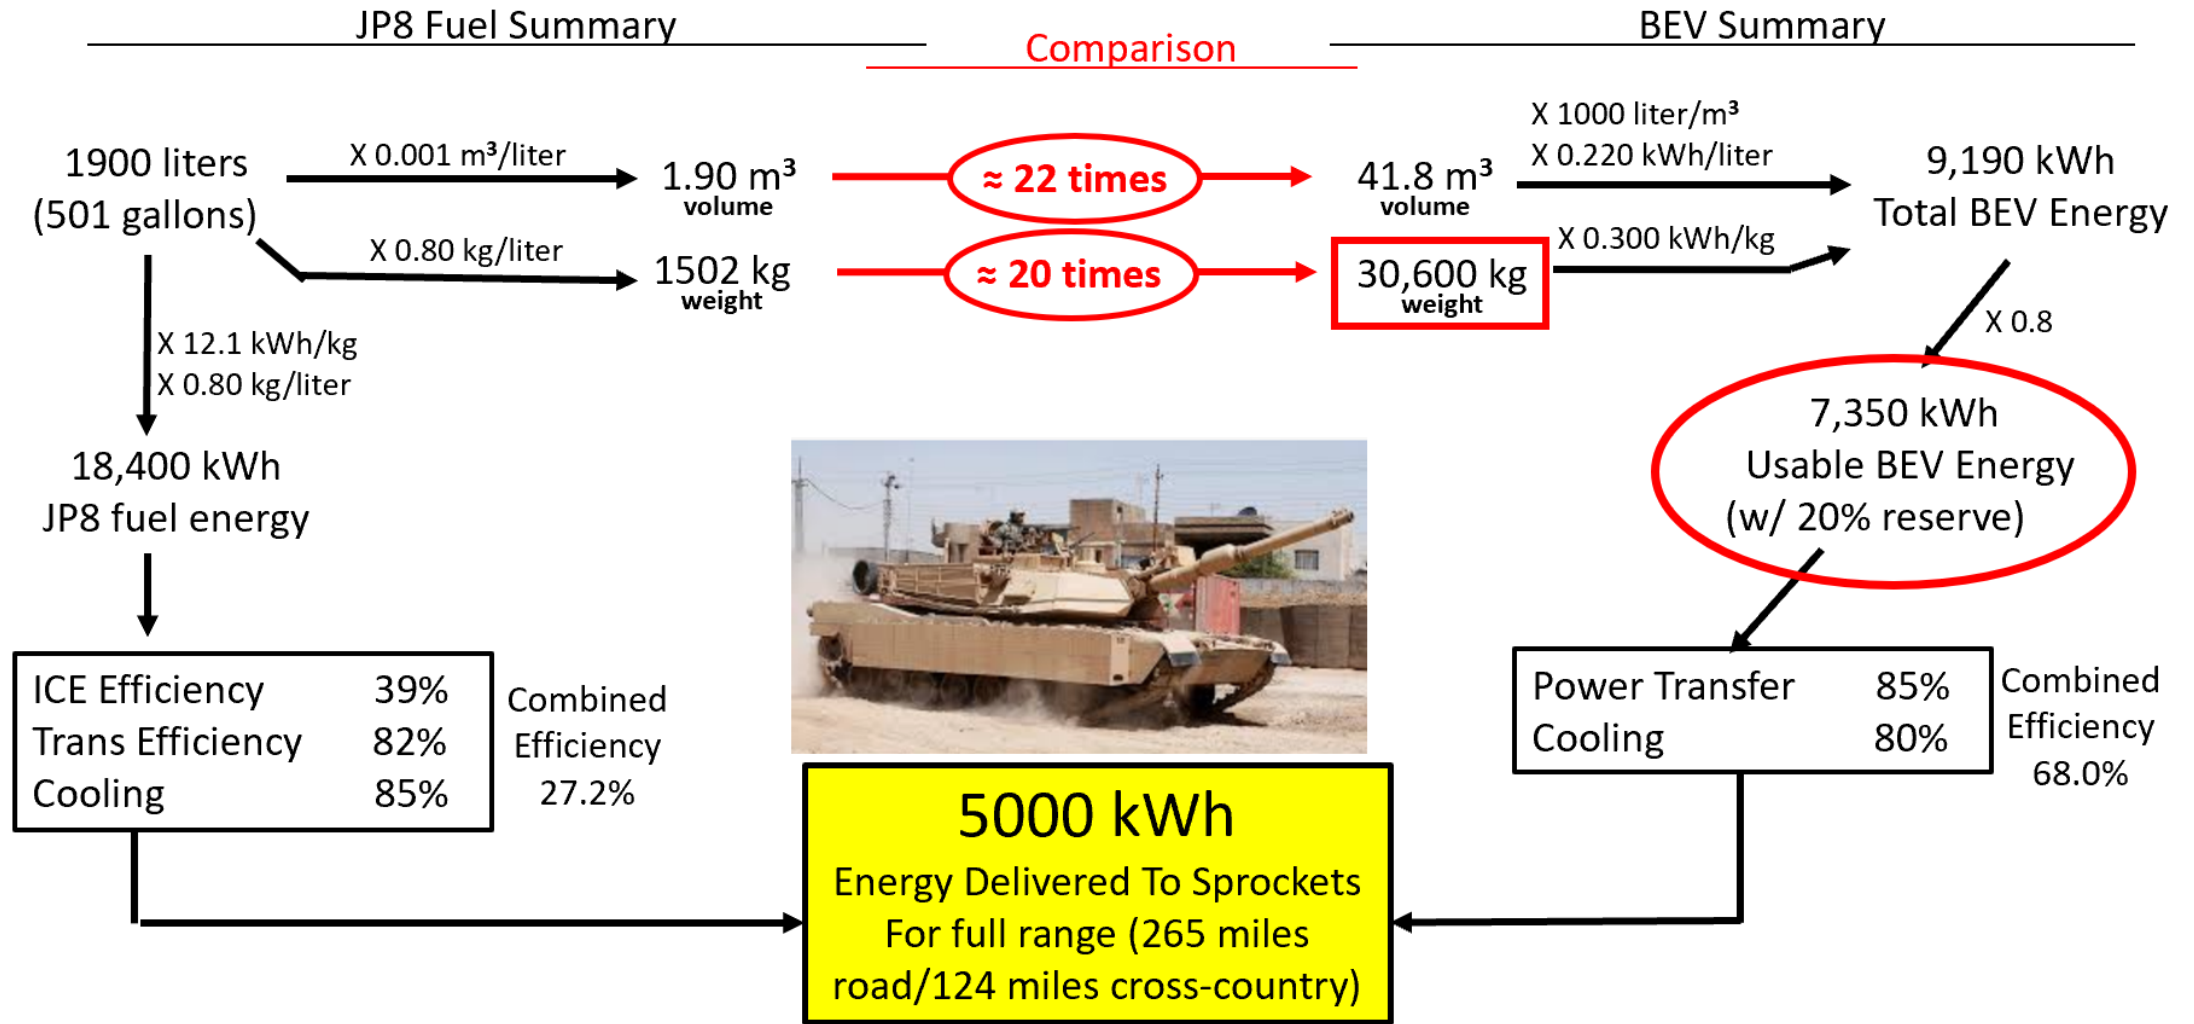 JP8 Fuel Summary
Comparison
BEV Summary
1900 liters
(501 gallons)
X 0.001 m³/liter
1.90 m³
volume
≈ 22 times
41.8 m³
volume
X 1000 liter/m³
X 0.220 kWh/liter
9,190 kWh
Total BEV Energy
X 0.80 kg/liter
1502 kg
weight
≈ 20 times
30,600 kg
weight
X 0.300 kWh/kg
X 12.1 kWh/kg
X 0.80 kg/liter
X 0.8
18,400 kWh
JP8 fuel energy
7,350 kWh
Usable BEV Energy
(w/ 20% reserve)
ICE Efficiency 39%
Trans Efficiency 82%
Cooling 85%
Combined
Efficiency
27.2%
Power Transfer 85%
Cooling 80%
Combined
Efficiency
68.0%
5000 kWh
Energy Delivered To Sprockets
For full range (265 miles
road/124 miles cross-country)